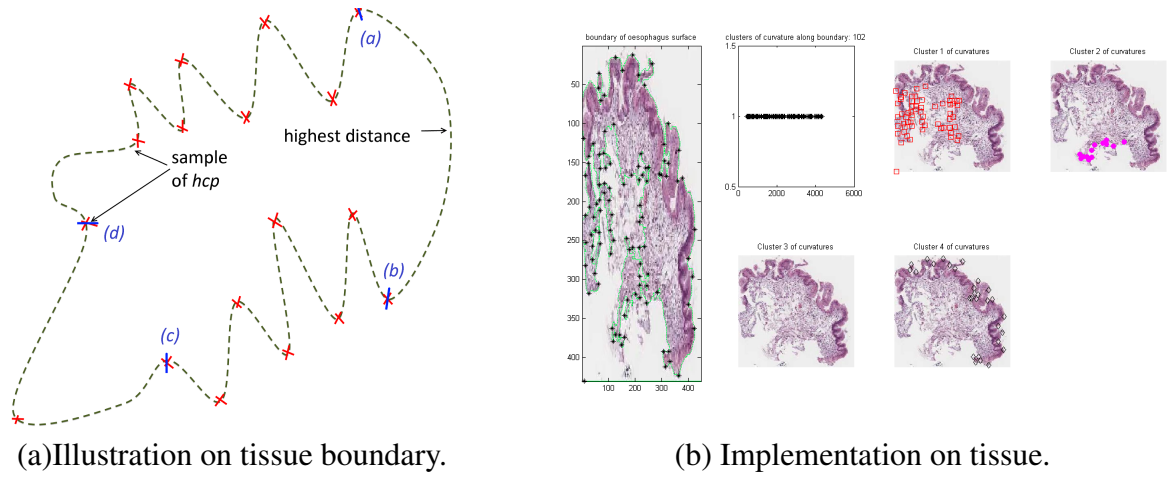 (a)
highest distance
sample
of hcp
(d)
(b)
(c)
(a)Illustration on tissue boundary.
boundary of oesophagus surface
50
100
150
200
250
300
350
400
100 200 300 400
clusters of curvature along boundary: 102
1.5
1
0.5
0 2000 4000 6000
Cluster 1 of curvatures
Cluster 2 of curvatures
Cluster 3 of curvatures
Cluster 4 of curvatures
(b) Implementation on tissue.